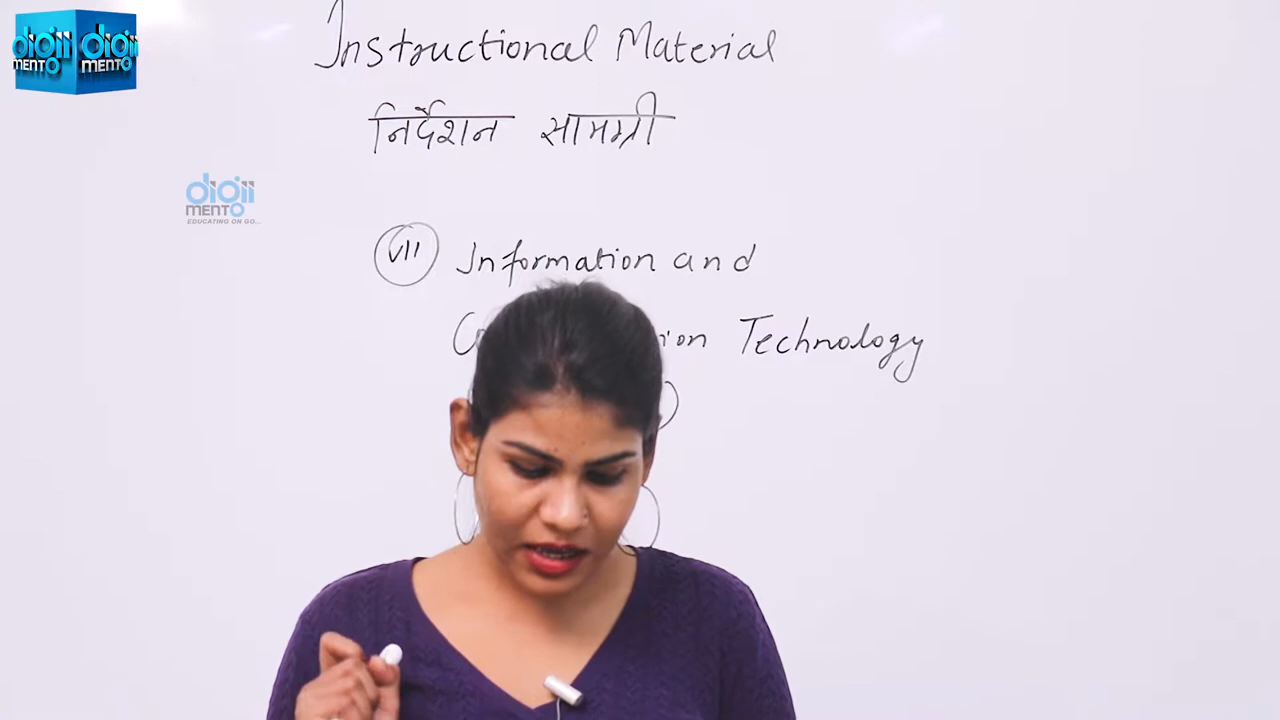 digii digii
MENTO MENTO
Instructional Material
निर्देशन सामग्री
digii
MENTO
EDUCATING ON GO...
VII Information and
Technology